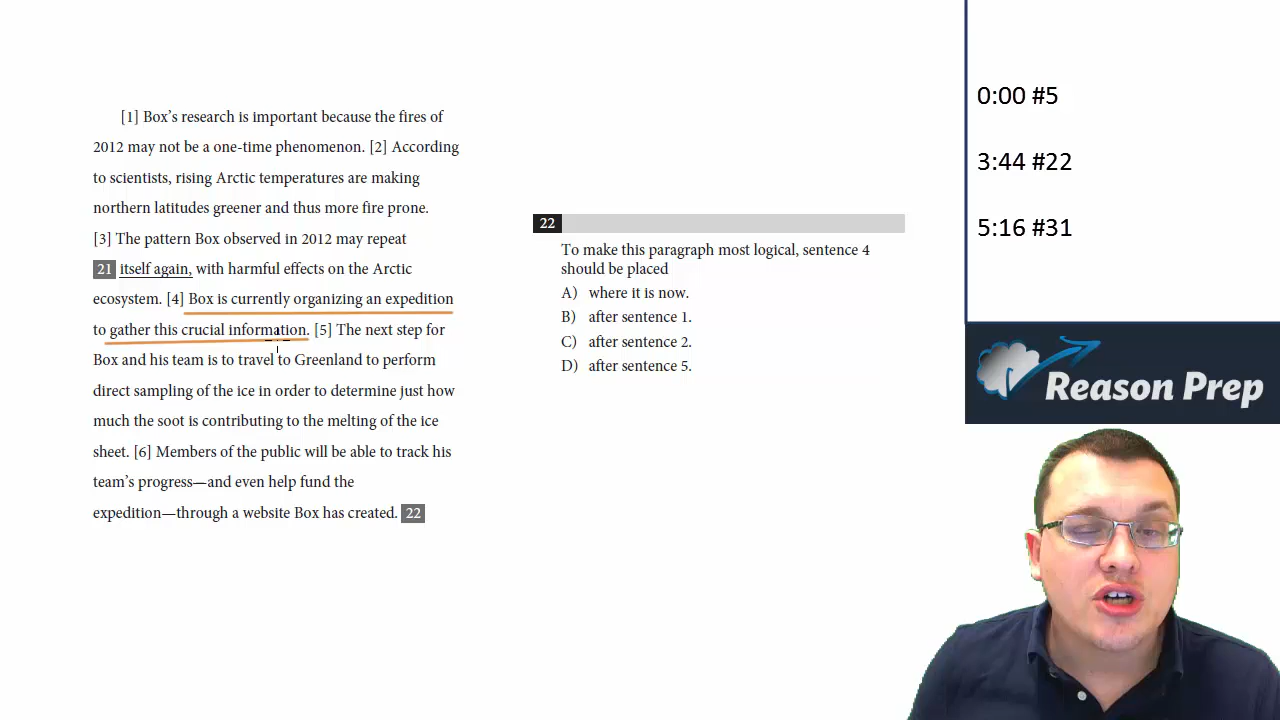 [1] Box's research is important because the fires of
2012 may not be a one-time phenomenon. [2] According
to scientists, rising Arctic temperatures are making
northern latitudes greener and thus more fire prone.
[3] The pattern Box observed in 2012 may repeat
21 itself again, with harmful effects on the Arctic
ecosystem. [4] Box is currently organizing an expedition
to gather this crucial information. [5] The next step for
Box and his team is to travel to Greenland to perform
direct sampling of the ice in order to determine just how
much the soot is contributing to the melting of the ice
sheet. [6] Members of the public will be able to track his
team's progress—and even help fund the
expedition—through a website Box has created. 22
22
To make this paragraph most logical, sentence 4
should be placed
A) where it is now.
B) after sentence 1.
C) after sentence 2.
D) after sentence 5.
0:00 #5
3:44 #22
5:16 #31
Reason Prep